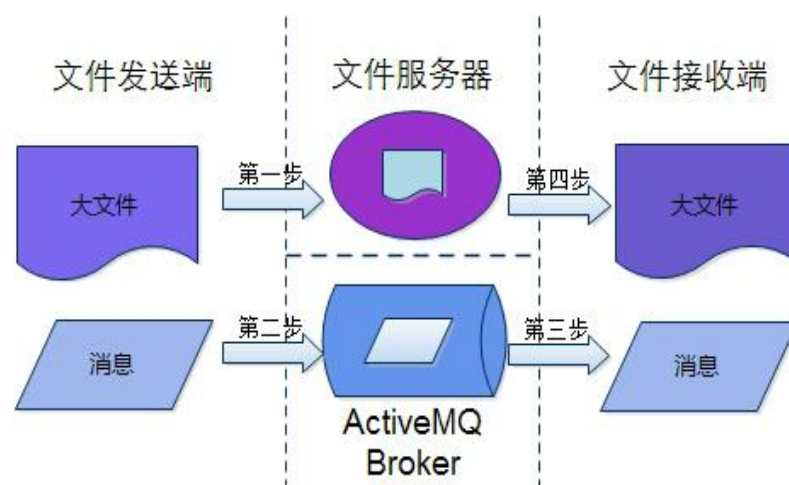 文件发送端
文件服务器
文件接收端
第一步
第四步
大文件
大文件
第二步
第三步
消息
消息
ActiveMQ
Broker